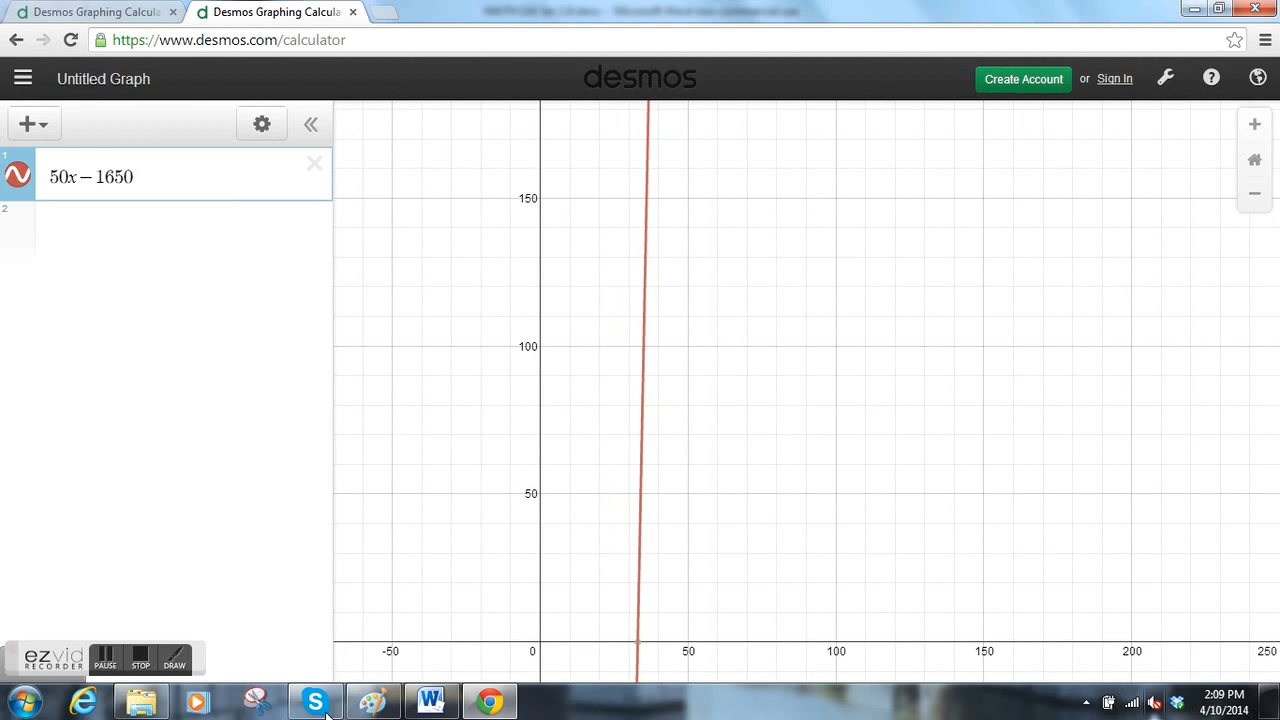 Desmos Graphing Calcula
Desmos Graphing Calcula
https://www.desmos.com/calculator
Untitled Graph
desmos
Create Account or Sign In
1
50x – 1650
2
150
100
50
-50
0
50
100
150
200
250
ezvid
RECORDER
PAUSE
STOP
DRAW
2:09 PM
4/10/2014